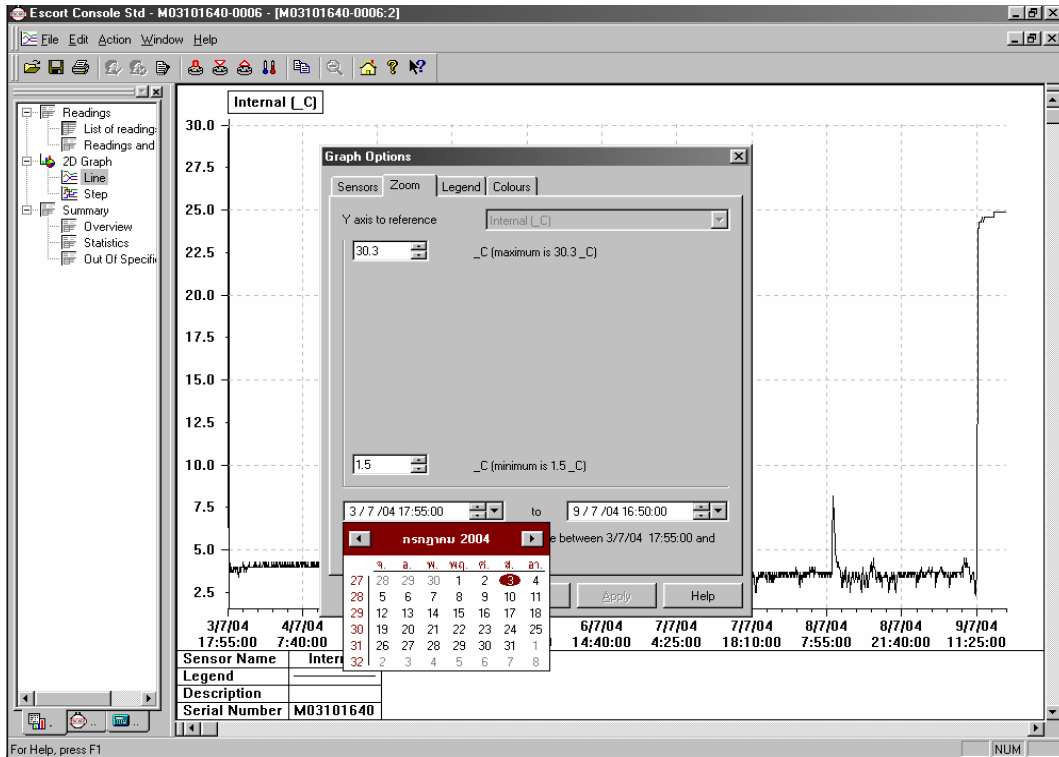 Escort Console Std - M03101640-0006 - [M03101640-0006:2]
File Edit Action Window Help
Readings
List of reading
Readings and
2D Graph
Line
Step
Summary
Overview
Statistics
Out Of Specifi
Internal (_C)
30.0
27.5
25.0
22.5
20.0
17.5
15.0
12.5
10.0
7.5
5.0
2.5
Graph Options
Sensors Zoom Legend Colours
Y axis to reference Internal (_C)
30.3 _C (maximum is 30.3 _C)
1.5 _C (minimum is 1.5 _C)
3 / 7 /04 17:55:00 to 9 / 7 /04 16:50:00
e between 3/7/04 17:55:00 and
กรกฎาคม 2004
จ. อ. พ. พฤ. ศ. ส. อา.
27 28 29 30 1 2 3 4
28 5 6 7 8 9 10 11
29 12 13 14 15 16 17 18
30 19 20 21 22 23 24 25
31 26 27 28 29 30 31 1
32 2 3 4 5 6 7 8
Apply Help
3/7/04 4/7/04 6/7/04 7/7/04 7/7/04 8/7/04 8/7/04 9/7/04
17:55:00 7:40:00 14:40:00 4:25:00 18:10:00 7:55:00 21:40:00 11:25:00
Sensor Name Inter
Legend
Description
Serial Number M03101640
For Help, press F1 NUM